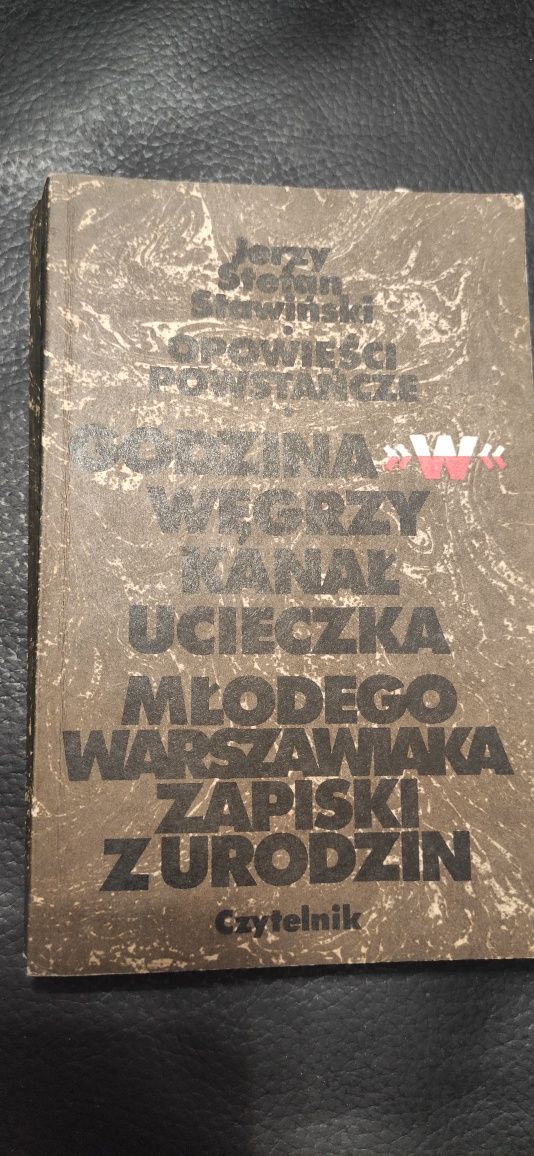 Jerzy
Stefan
Stawiński
•
OPOWIEŚCI
POWSTAŃCZE
•
GODZINA »W«
WĘGRZY
KANAŁ
UCIECZKA
MŁODEGO
WARSZAWIAKA
ZAPISKI
Z URODZIN
Czytelnik